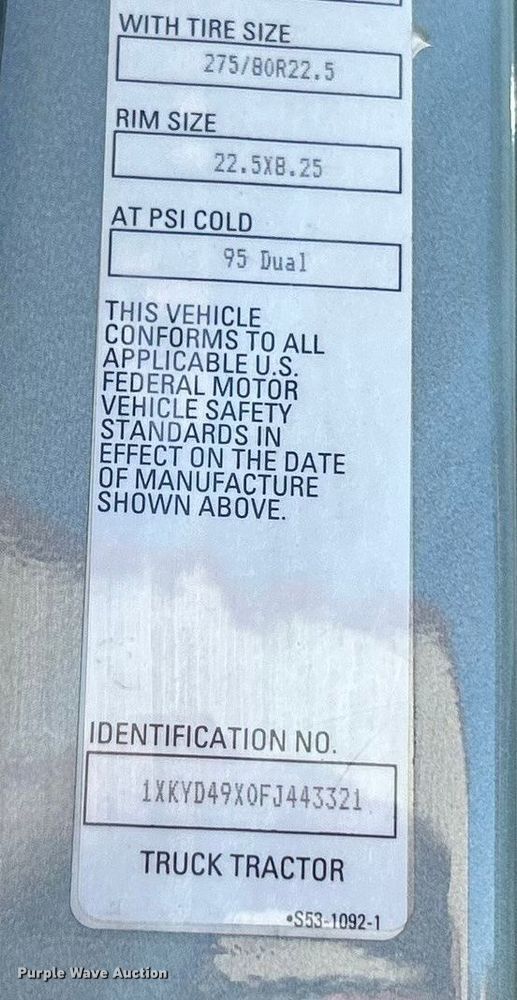 WITH TIRE SIZE
275/80R22.5
RIM SIZE
22.5X8.25
AT PSI COLD
95 Dual
THIS VEHICLE
CONFORMS TO ALL
APPLICABLE U.S.
FEDERAL MOTOR
VEHICLE SAFETY
STANDARDS IN
EFFECT ON THE DATE
OF MANUFACTURE
SHOWN ABOVE.
IDENTIFICATION NO.
1XKYD49X0FJ443321
TRUCK TRACTOR
•S53-1092-1
Purple Wave Auction